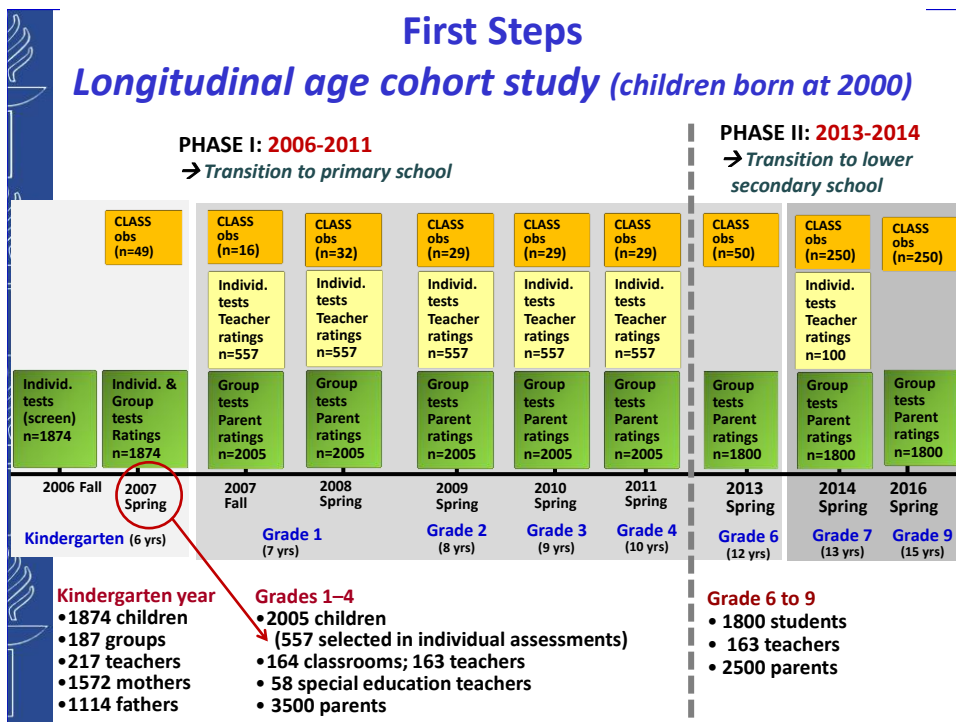 First Steps
Longitudinal age cohort study (children born at 2000)
PHASE I: 2006-2011
→ Transition to primary school
PHASE II: 2013-2014
→ Transition to lower
secondary school
CLASS
obs
(n=49)
CLASS
obs
(n=16)
CLASS
obs
(n=32)
CLASS
obs
(n=29)
CLASS
obs
(n=29)
CLASS
obs
(n=29)
CLASS
obs
(n=50)
CLASS
obs
(n=250)
CLASS
obs
(n=250)
Individ.
tests
Teacher
ratings
n=557
Individ.
tests
Teacher
ratings
n=557
Individ.
tests
Teacher
ratings
n=557
Individ.
tests
Teacher
ratings
n=557
Individ.
tests
Teacher
ratings
n=557
Individ.
tests
Teacher
ratings
n=100
Individ.
tests
(screen)
n=1874
Individ. &
Group
tests
Ratings
n=1874
Group
tests
Parent
ratings
n=2005
Group
tests
Parent
ratings
n=2005
Group
tests
Parent
ratings
n=2005
Group
tests
Parent
ratings
n=2005
Group
tests
Parent
ratings
n=2005
Group
tests
Parent
ratings
n=1800
Group
tests
Parent
ratings
n=1800
Group
tests
Parent
ratings
n=1800
2006 Fall
2007
Spring
2007
Fall
2008
Spring
2009
Spring
2010
Spring
2011
Spring
2013
Spring
2014
Spring
2016
Spring
Kindergarten (6 yrs)
Grade 1
(7 yrs)
Grade 2
(8 yrs)
Grade 3
(9 yrs)
Grade 4
(10 yrs)
Grade 6
(12 yrs)
Grade 7
(13 yrs)
Grade 9
(15 yrs)
Kindergarten year
•1874 children
•187 groups
•217 teachers
•1572 mothers
•1114 fathers
Grades 1–4
•2005 children
(557 selected in individual assessments)
•164 classrooms; 163 teachers
• 58 special education teachers
• 3500 parents
Grade 6 to 9
• 1800 students
• 163 teachers
• 2500 parents